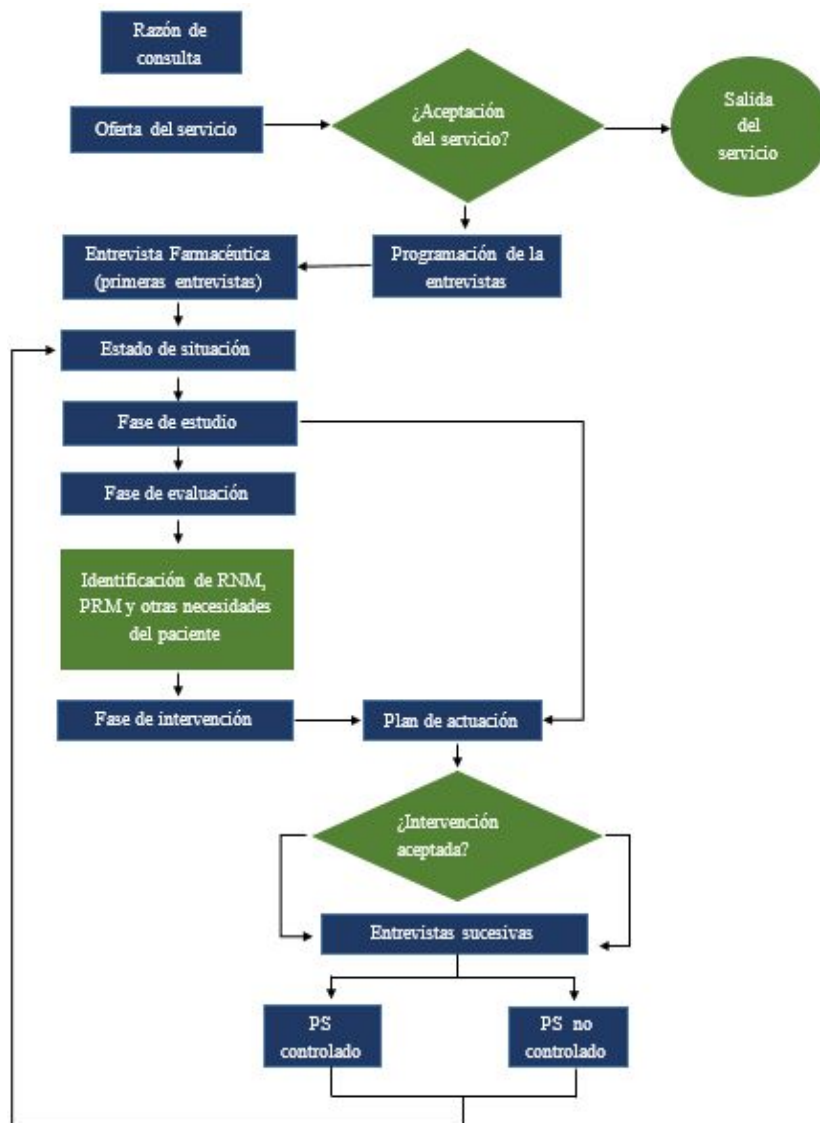 Razón de
consulta
Oferta del servicio
¿Aceptación
del servicio?
Salida
del
servicio
Entrevista Farmacéutica
(primeras entrevistas)
Programación de la
entrevistas
Estado de situación
Fase de estudio
Fase de evaluación
Identificación de RNM,
PRM y otras necesidades
del paciente
Fase de intervención
Plan de actuación
¿Intervención
aceptada?
Entrevistas sucesivas
PS
controlado
PS no
controlado